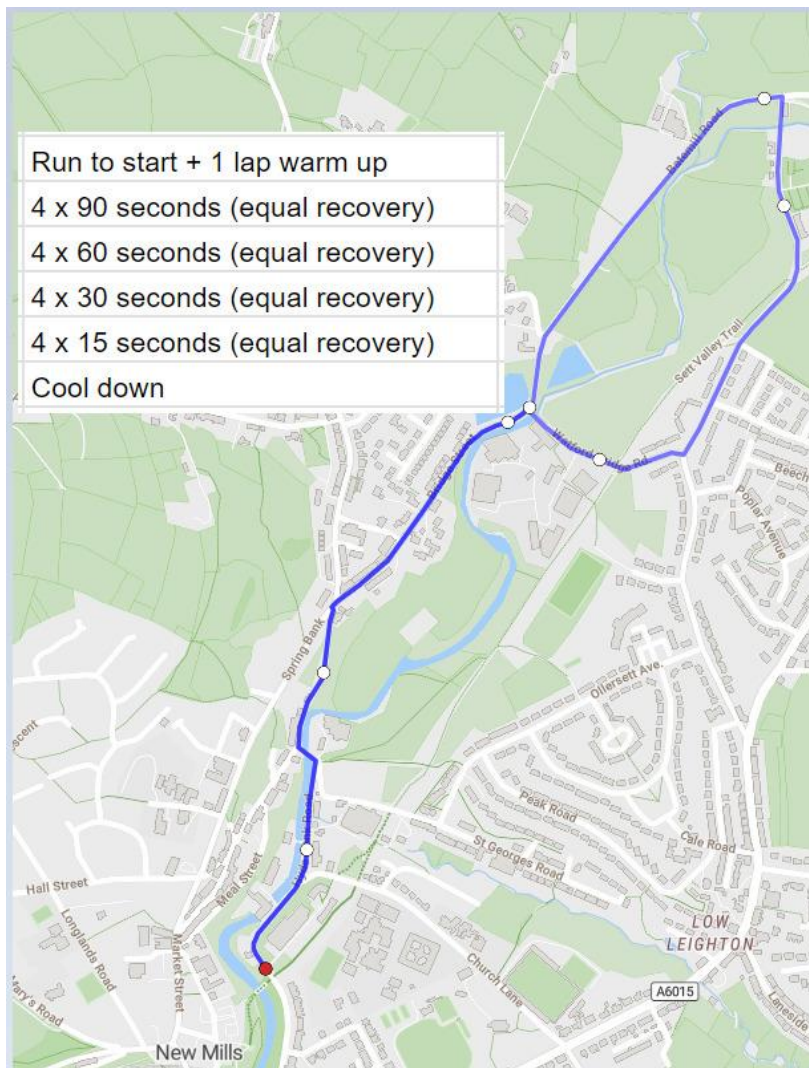 Run to start + 1 lap warm up
4 x 90 seconds (equal recovery)
4 x 60 seconds (equal recovery)
4 x 30 seconds (equal recovery)
4 x 15 seconds (equal recovery)
Cool down
Sett Valley Trail
Beech
Poplar Avenue
Spring Bank
Ollersett Ave.
Peak Road
Cale Road
St Georges Road
Meal Street
Hall Street
Longlands Road
Market Street
Church Lane
LOW
LEIGHTON
A6015
Laneside
Mary's Road
New Mills